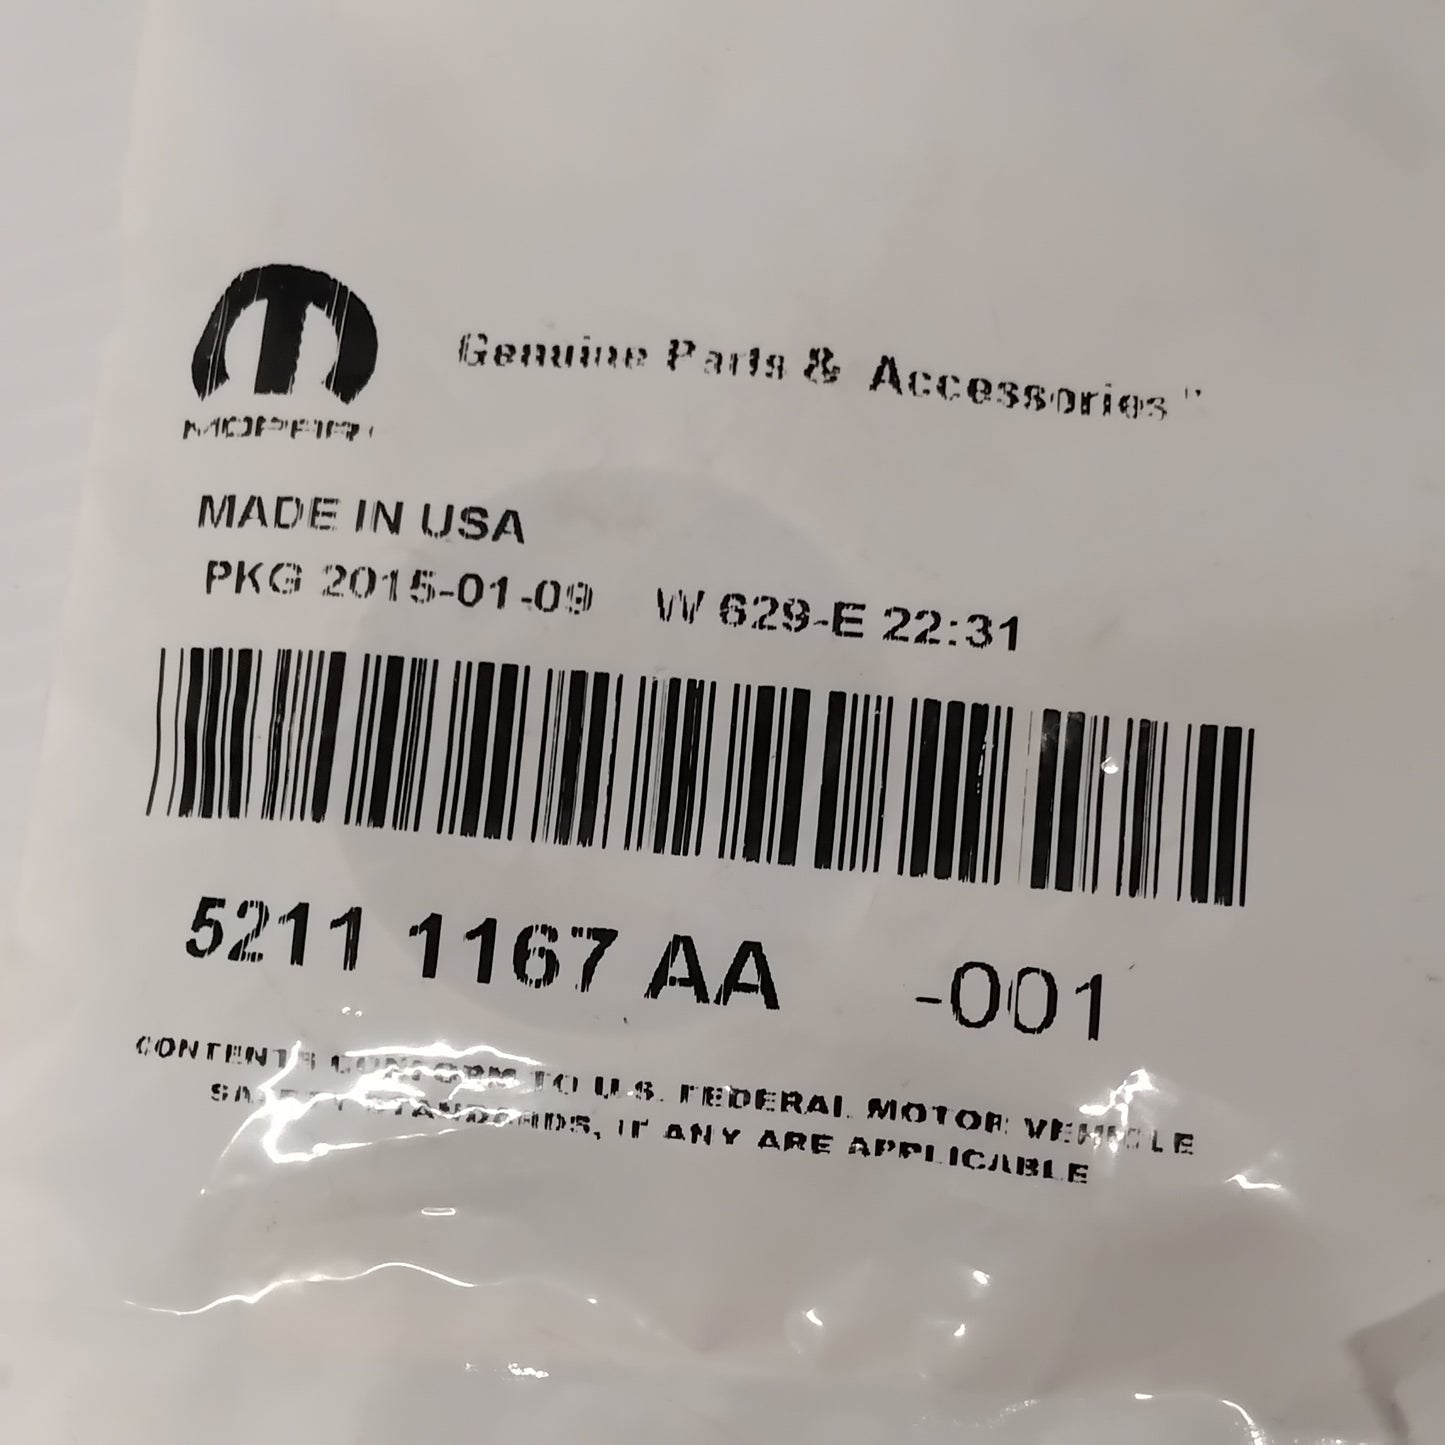 Genuine Parts & Accessories ™
MOPAR
MADE IN USA
PKG 2015-01-09 W 629-E 22:31
5211 1167 AA -001
CONTENTS CONFORM TO U.S. FEDERAL MOTOR VEHICLE
SAFETY STANDARDS, IF ANY ARE APPLICABLE